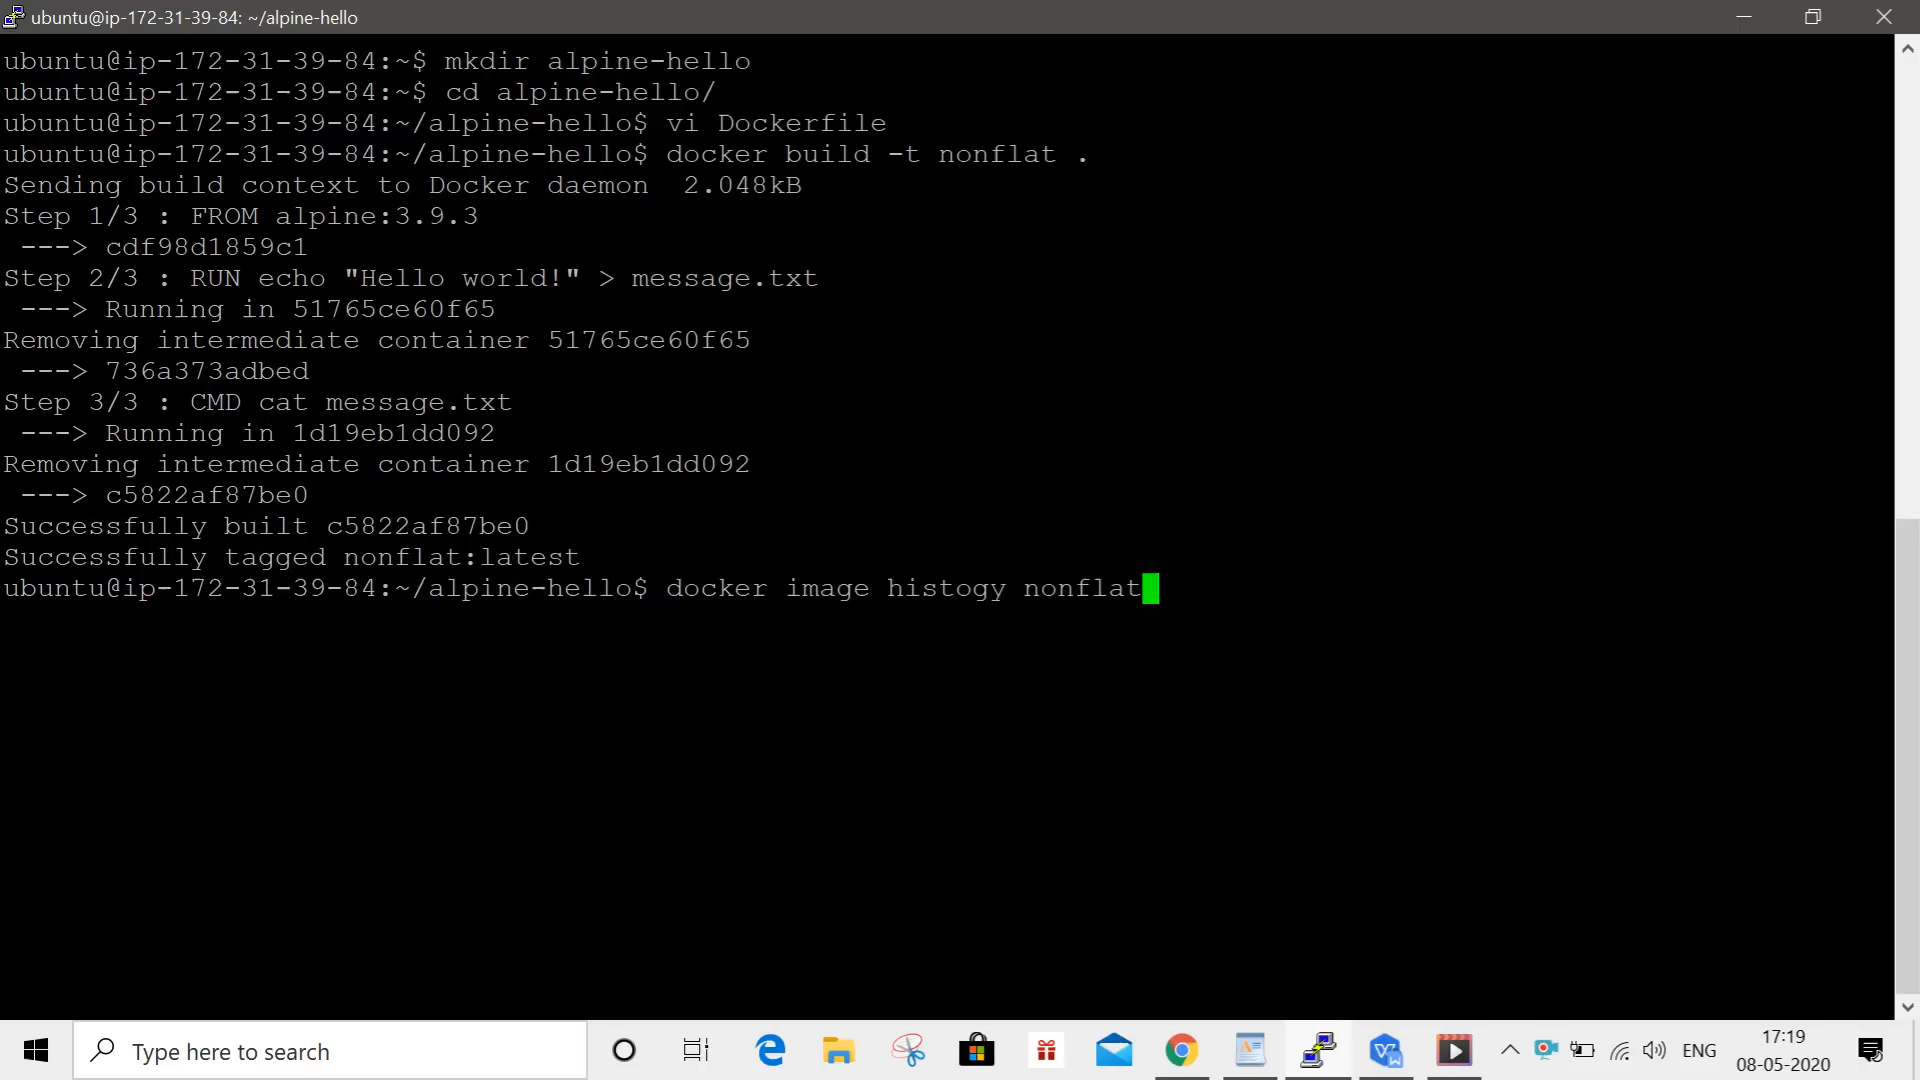 ubuntu@ip-172-31-39-84: ~/alpine-hello
ubuntu@ip-172-31-39-84:~$ mkdir alpine-hello
ubuntu@ip-172-31-39-84:~$ cd alpine-hello/
ubuntu@ip-172-31-39-84:~/alpine-hello$ vi Dockerfile
ubuntu@ip-172-31-39-84:~/alpine-hello$ docker build -t nonflat .
Sending build context to Docker daemon  2.048kB
Step 1/3 : FROM alpine:3.9.3
 ---> cdf98d1859c1
Step 2/3 : RUN echo "Hello world!" > message.txt
 ---> Running in 51765ce60f65
Removing intermediate container 51765ce60f65
 ---> 736a373adbed
Step 3/3 : CMD cat message.txt
 ---> Running in 1d19eb1dd092
Removing intermediate container 1d19eb1dd092
 ---> c5822af87be0
Successfully built c5822af87be0
Successfully tagged nonflat:latest
ubuntu@ip-172-31-39-84:~/alpine-hello$ docker image histogy nonflat
Type here to search
ENG
17:19
08-05-2020